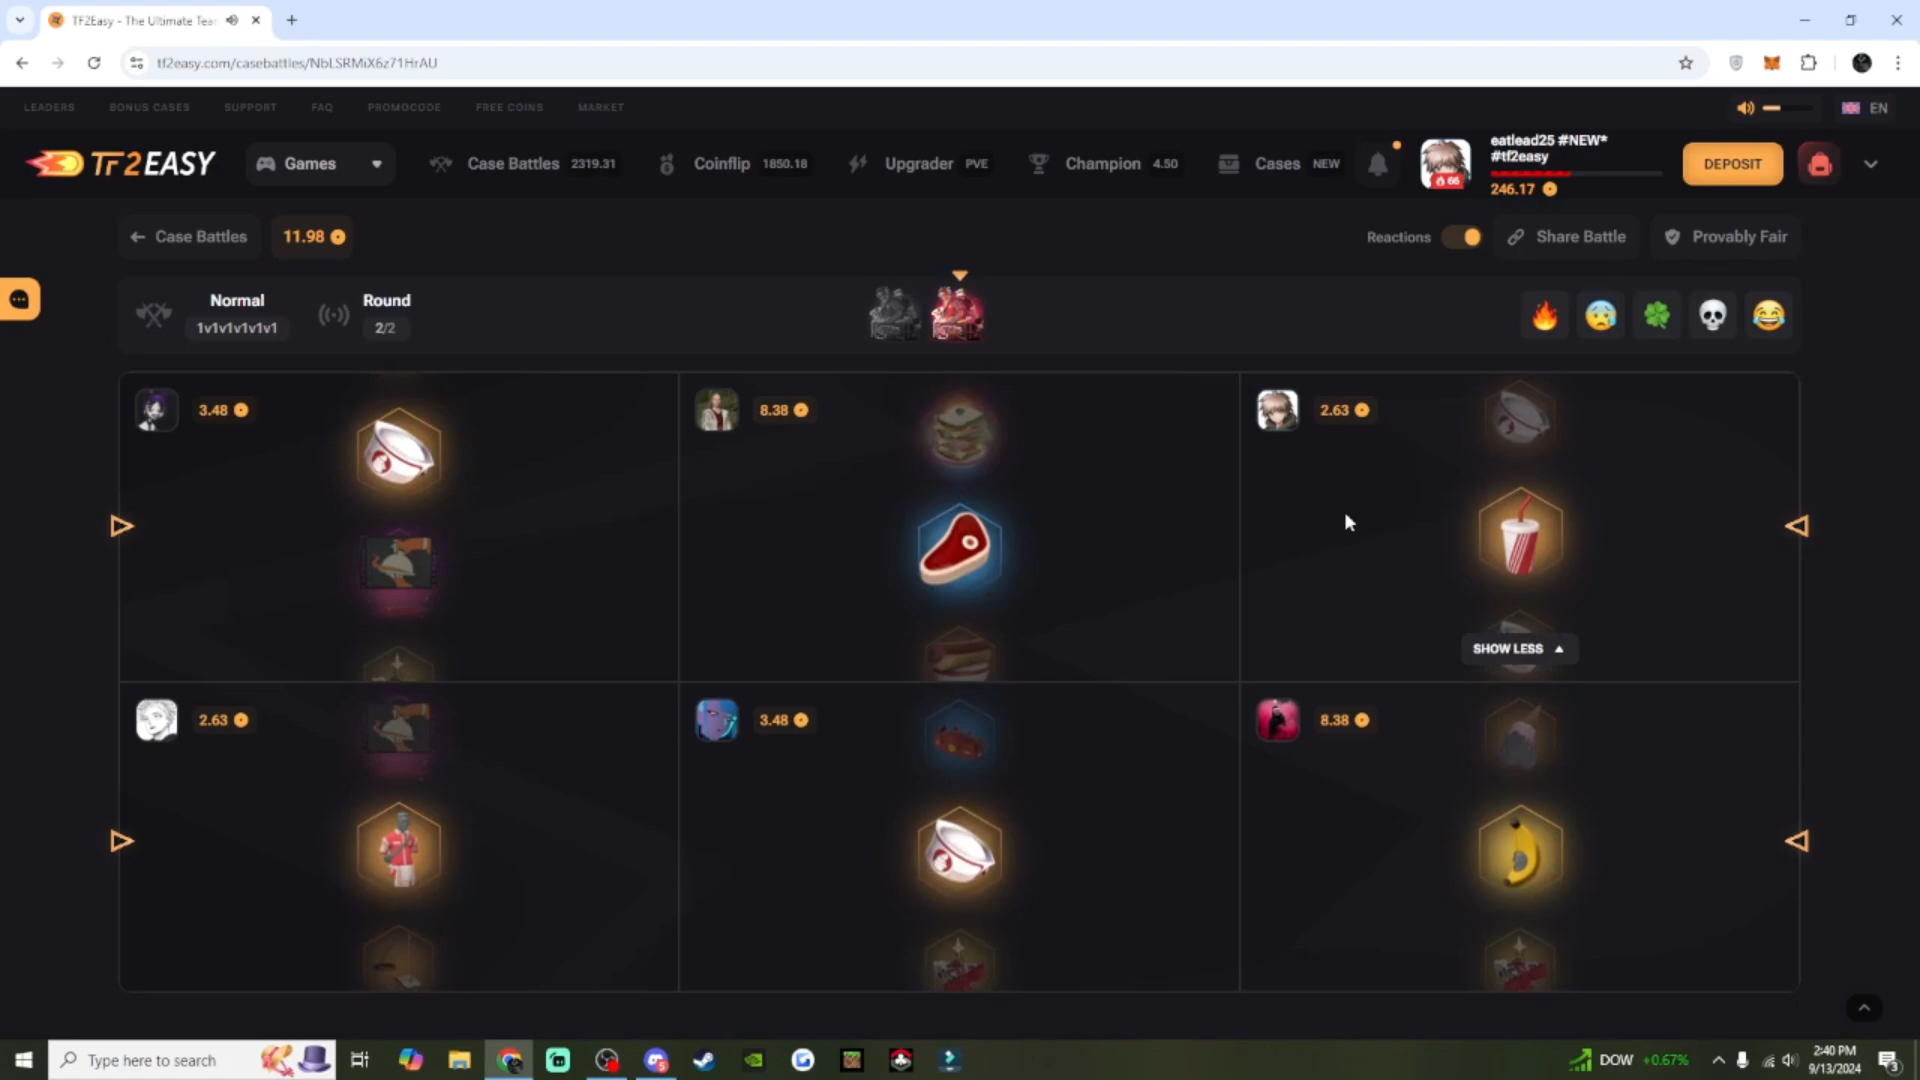 TF2Easy - The Ultimate Tea
tf2easy.com/casebattles/NbLSRMiX6z71HrAU
LEADERS BONUS CASES SUPPORT FAQ PROMOCODE FREE COINS MARKET EN
TF2EASY Games Case Battles 2319.31 Coinflip 1850.18 Upgrader PVE Champion 4.50 Cases NEW
66
eatlead25 #NEW*
#tf2easy
246.17
DEPOSIT
Case Battles 11.98 Reactions Share Battle Provably Fair
Normal
1v1v1v1v1v1
Round
2/2
3.48 8.38 2.63
SHOW LESS
2.63 3.48 8.38
Type here to search
DOW +0.67%
2:40 PM
9/13/2024
3